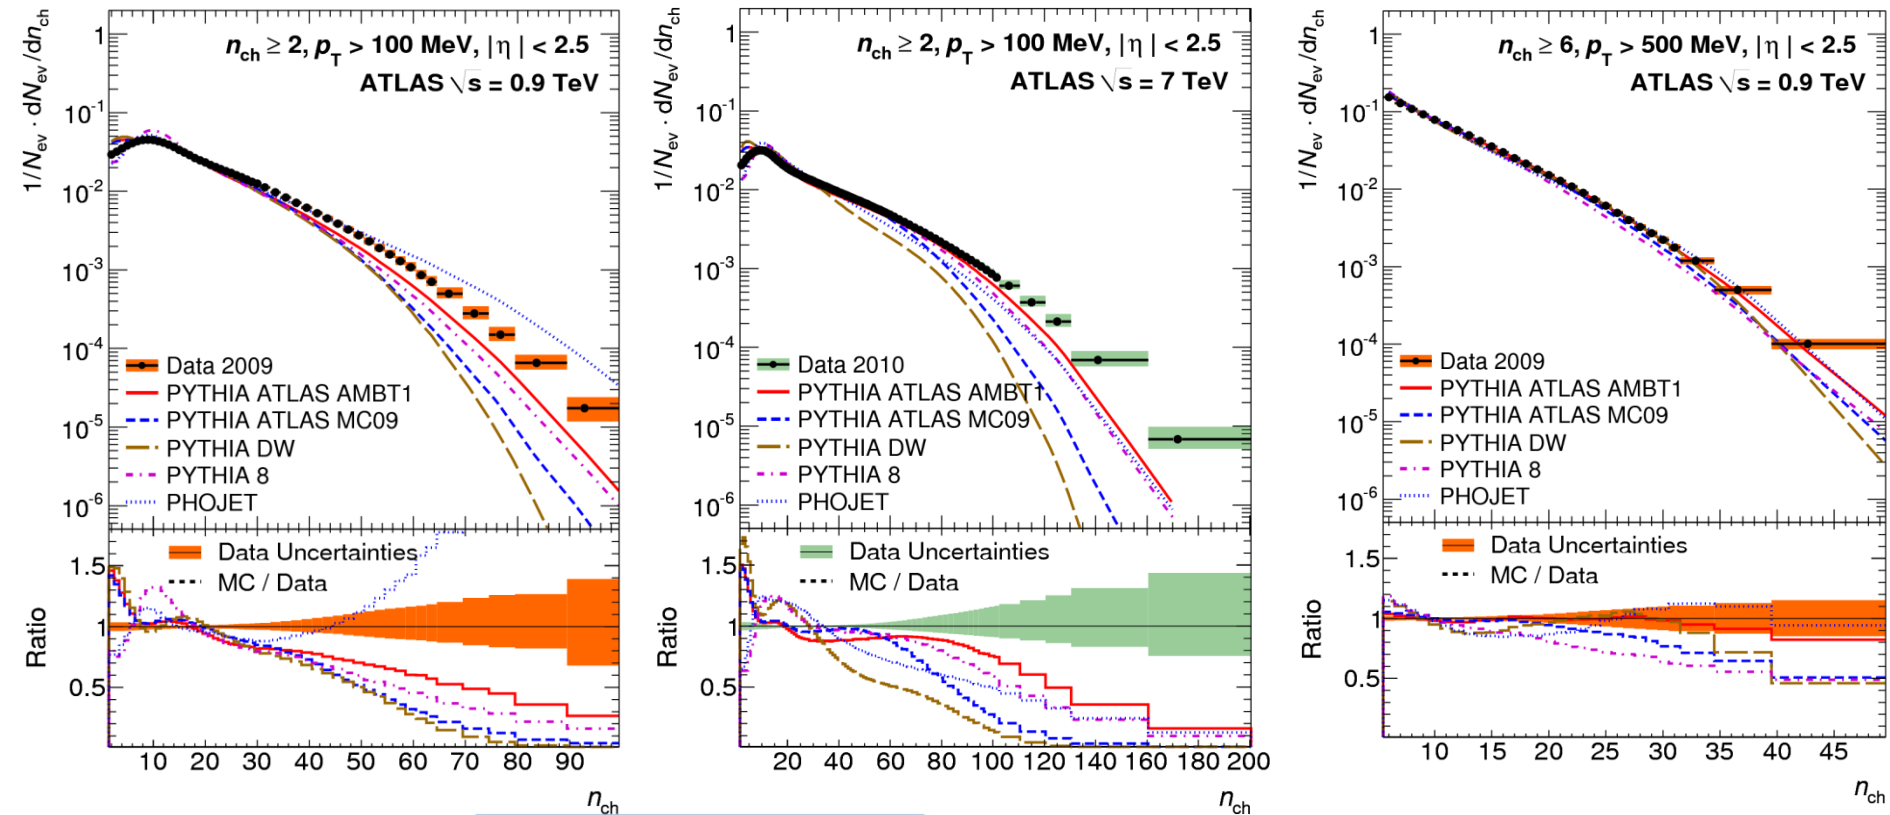 1/N_ev · dN_ev/dn_ch
1
10^-1
10^-2
10^-3
10^-4
10^-5
10^-6
n_ch ≥ 2, p_T > 100 MeV, | η | < 2.5
ATLAS √s = 0.9 TeV
Data 2009
PYTHIA ATLAS AMBT1
PYTHIA ATLAS MC09
PYTHIA DW
PYTHIA 8
PHOJET
Ratio
1.5
1
0.5
Data Uncertainties
MC / Data
10 20 30 40 50 60 70 80 90
n_ch
1/N_ev · dN_ev/dn_ch
1
10^-1
10^-2
10^-3
10^-4
10^-5
10^-6
n_ch ≥ 2, p_T > 100 MeV, | η | < 2.5
ATLAS √s = 7 TeV
Data 2010
PYTHIA ATLAS AMBT1
PYTHIA ATLAS MC09
PYTHIA DW
PYTHIA 8
PHOJET
Ratio
1.5
1
0.5
Data Uncertainties
MC / Data
20 40 60 80 100 120 140 160 180 200
n_ch
1/N_ev · dN_ev/dn_ch
1
10^-1
10^-2
10^-3
10^-4
10^-5
10^-6
n_ch ≥ 6, p_T > 500 MeV, | η | < 2.5
ATLAS √s = 0.9 TeV
Data 2009
PYTHIA ATLAS AMBT1
PYTHIA ATLAS MC09
PYTHIA DW
PYTHIA 8
PHOJET
Ratio
1.5
1
0.5
Data Uncertainties
MC / Data
10 15 20 25 30 35 40 45
n_ch